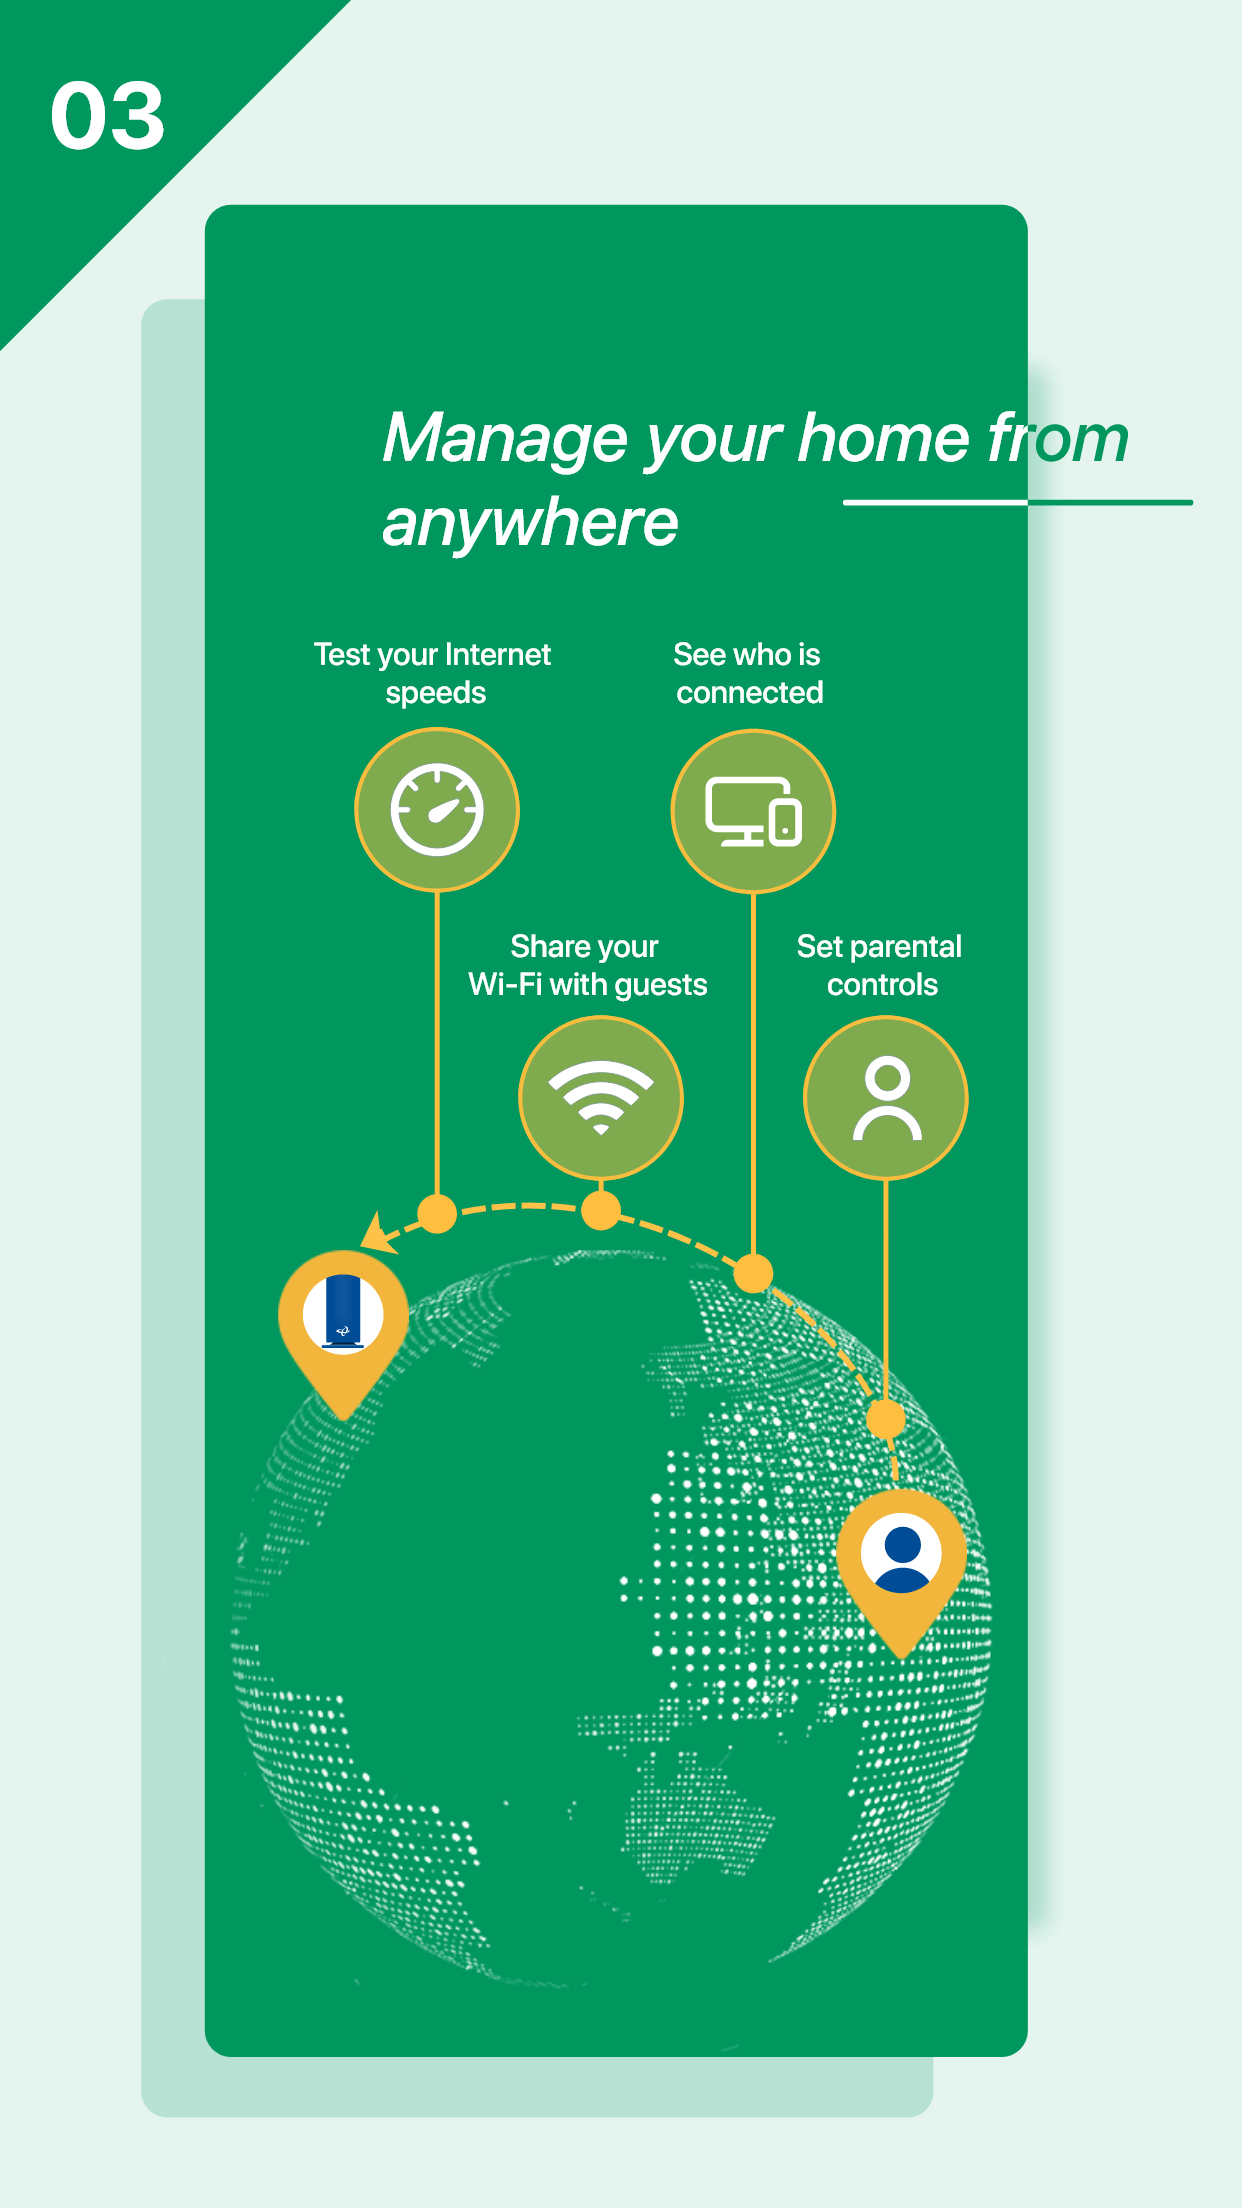 03
Manage your home from
anywhere
Test your Internet
speeds
See who is
connected
Share your
Wi-Fi with guests
Set parental
controls